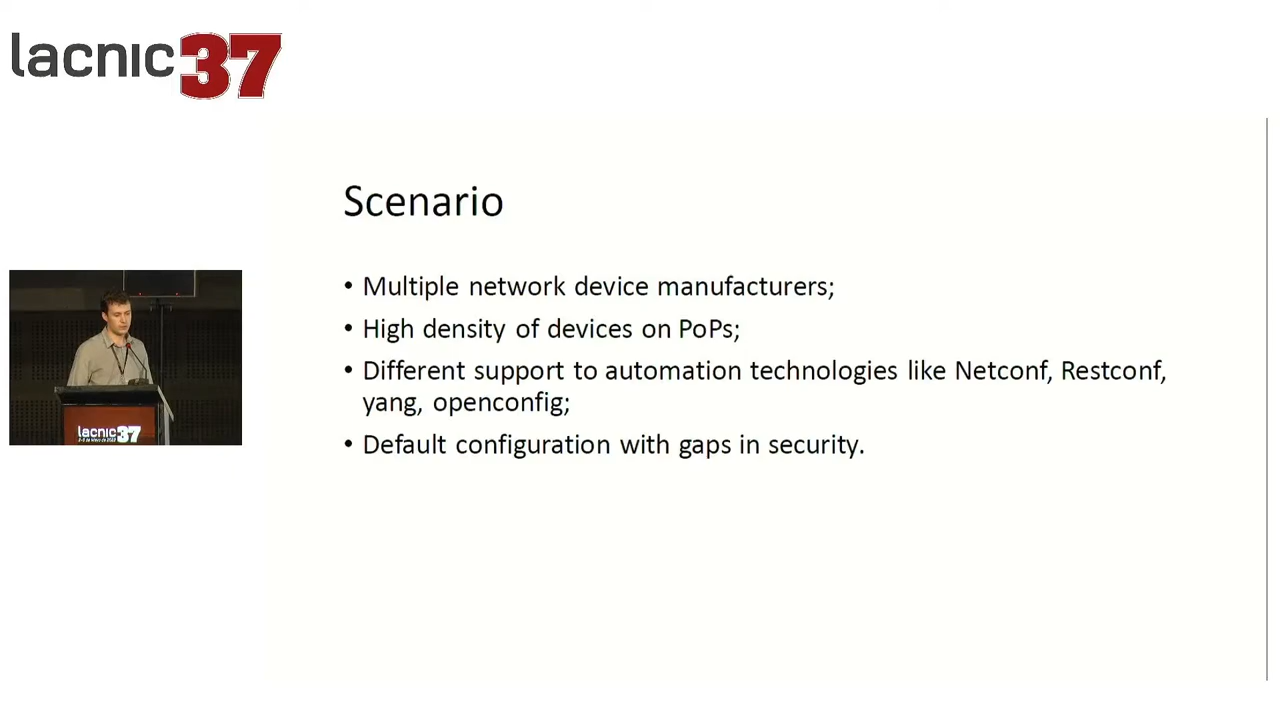 lacnic37
Scenario
• Multiple network device manufacturers;
• High density of devices on PoPs;
• Different support to automation technologies like Netconf, Restconf,
yang, openconfig;
• Default configuration with gaps in security.
lacnic37